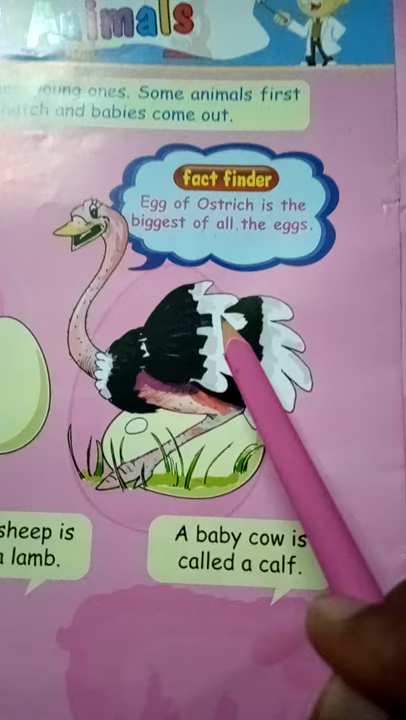 Animals
young ones. Some animals first
hatch and babies come out.
fact finder
Egg of Ostrich is the
biggest of all the eggs.
sheep is
a lamb.
A baby cow is
called a calf.